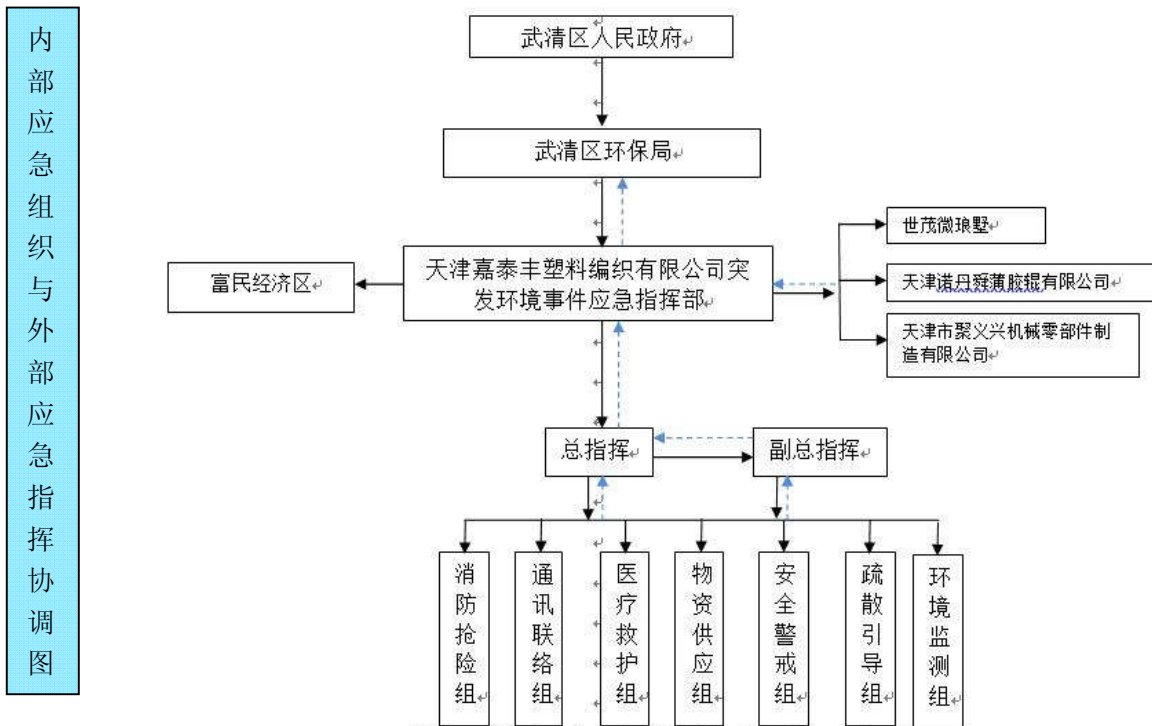 内部应急组织与外部应急指挥协调图
武清区人民政府
武清区环保局
天津嘉泰丰塑料编织有限公司突
发环境事件应急指挥部
富民经济区
世茂微琅墅
天津诺丹舜蒲胶辊有限公司
天津市聚义兴机械零部件制
造有限公司
总指挥
副总指挥
消防抢险组
通讯联络组
医疗救护组
物资供应组
安全警戒组
疏散引导组
环境监测组